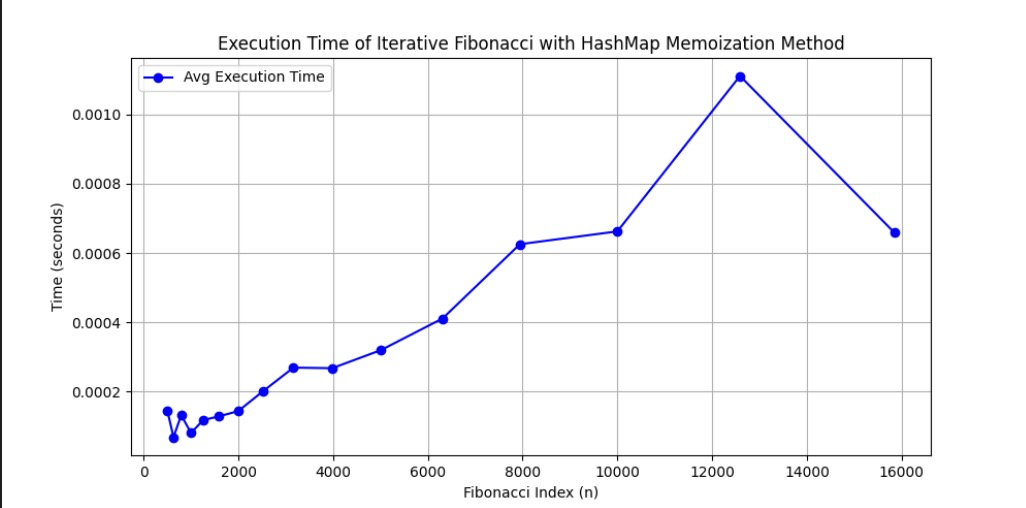 Execution Time of Iterative Fibonacci with HashMap Memoization Method
Avg Execution Time
0.0010
0.0008
0.0006
0.0004
0.0002
Time (seconds)
0 2000 4000 6000 8000 10000 12000 14000 16000
Fibonacci Index (n)